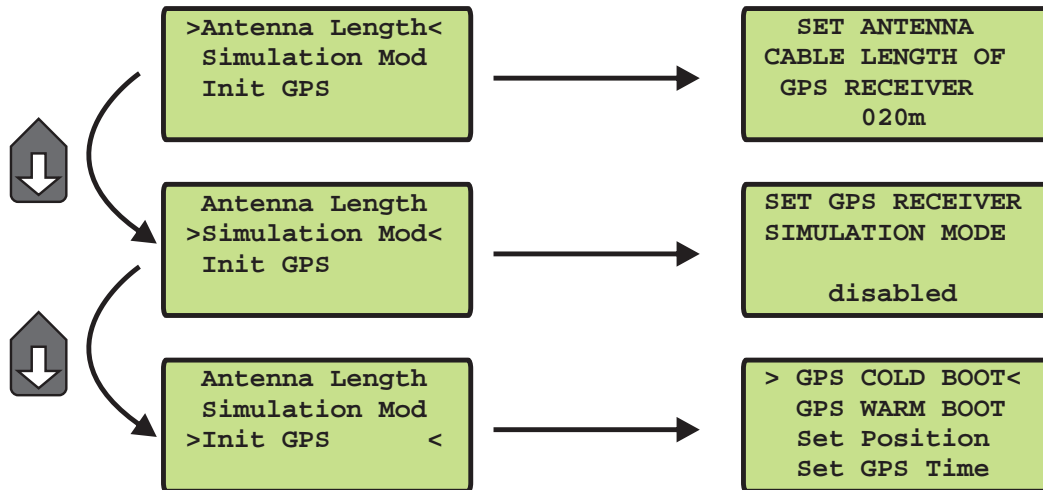 >Antenna Length<
Simulation Mod
Init GPS
SET ANTENNA
CABLE LENGTH OF
GPS RECEIVER
020m
Antenna Length
>Simulation Mod<
Init GPS
SET GPS RECEIVER
SIMULATION MODE
disabled
Antenna Length
Simulation Mod
>Init GPS <
> GPS COLD BOOT<
GPS WARM BOOT
Set Position
Set GPS Time